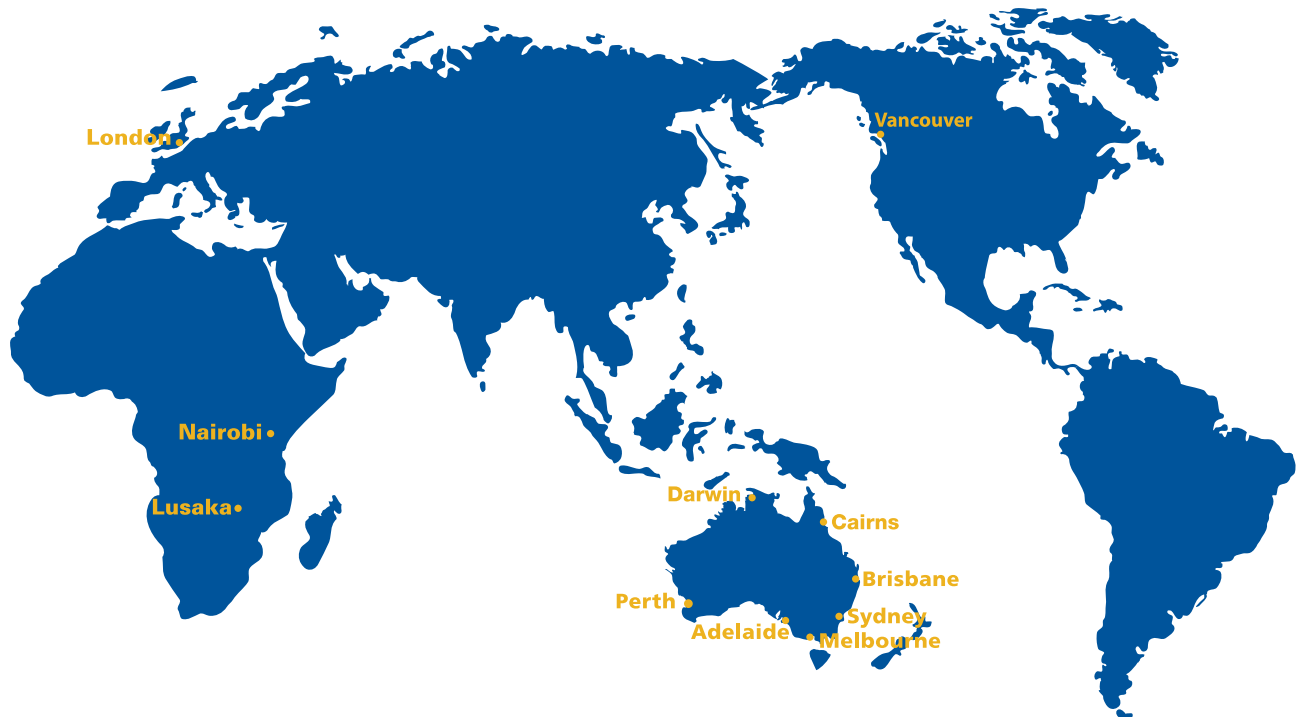 Vancouver
London
Nairobi
Darwin
Lusaka
Cairns
Brisbane
Perth
Sydney
Adelaide
Melbourne